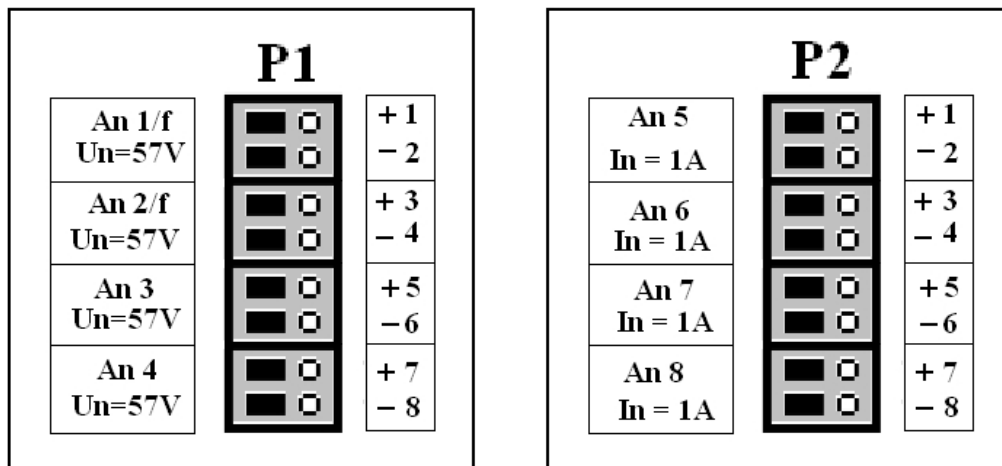 P1
An 1/f
Un=57V
+ 1
− 2
An 2/f
Un=57V
+ 3
− 4
An 3
Un=57V
+ 5
− 6
An 4
Un=57V
+ 7
− 8
P2
An 5
In = 1A
+ 1
− 2
An 6
In = 1A
+ 3
− 4
An 7
In = 1A
+ 5
− 6
An 8
In = 1A
+ 7
− 8